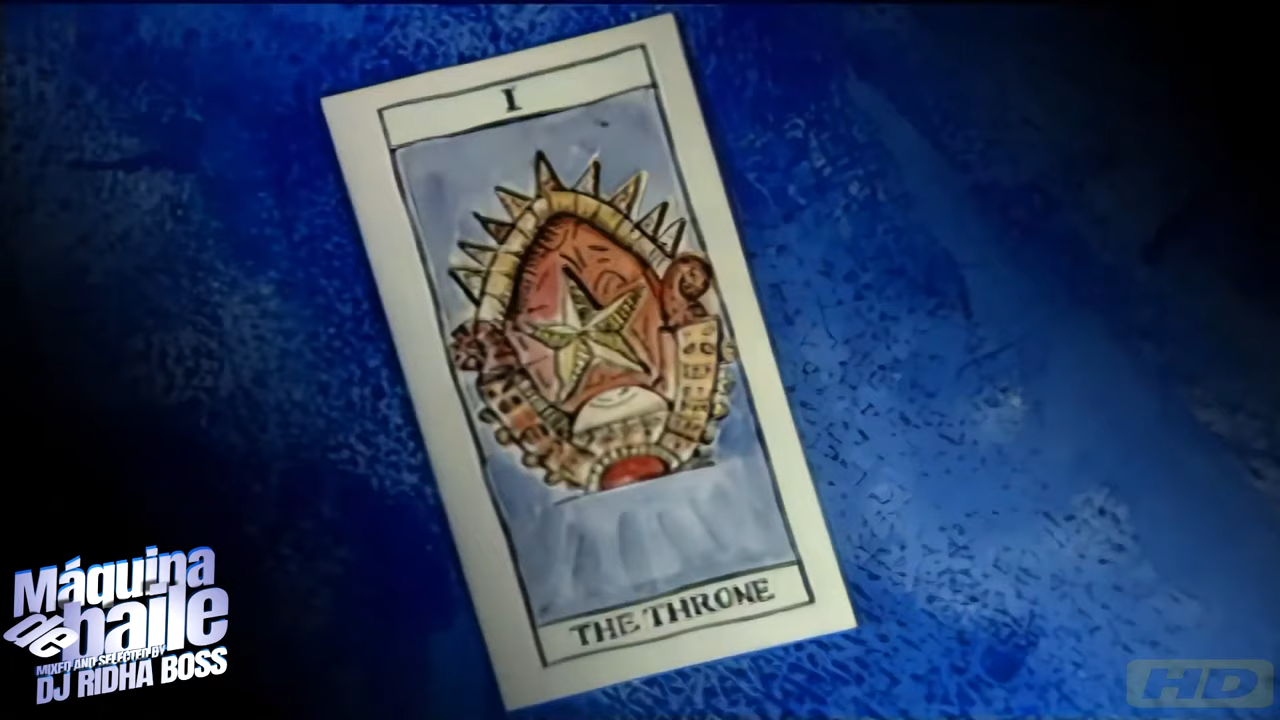 I
THE THRONE
Máquina
de baile
MIXED AND SELECTED BY
DJ RIDHA BOSS
HD